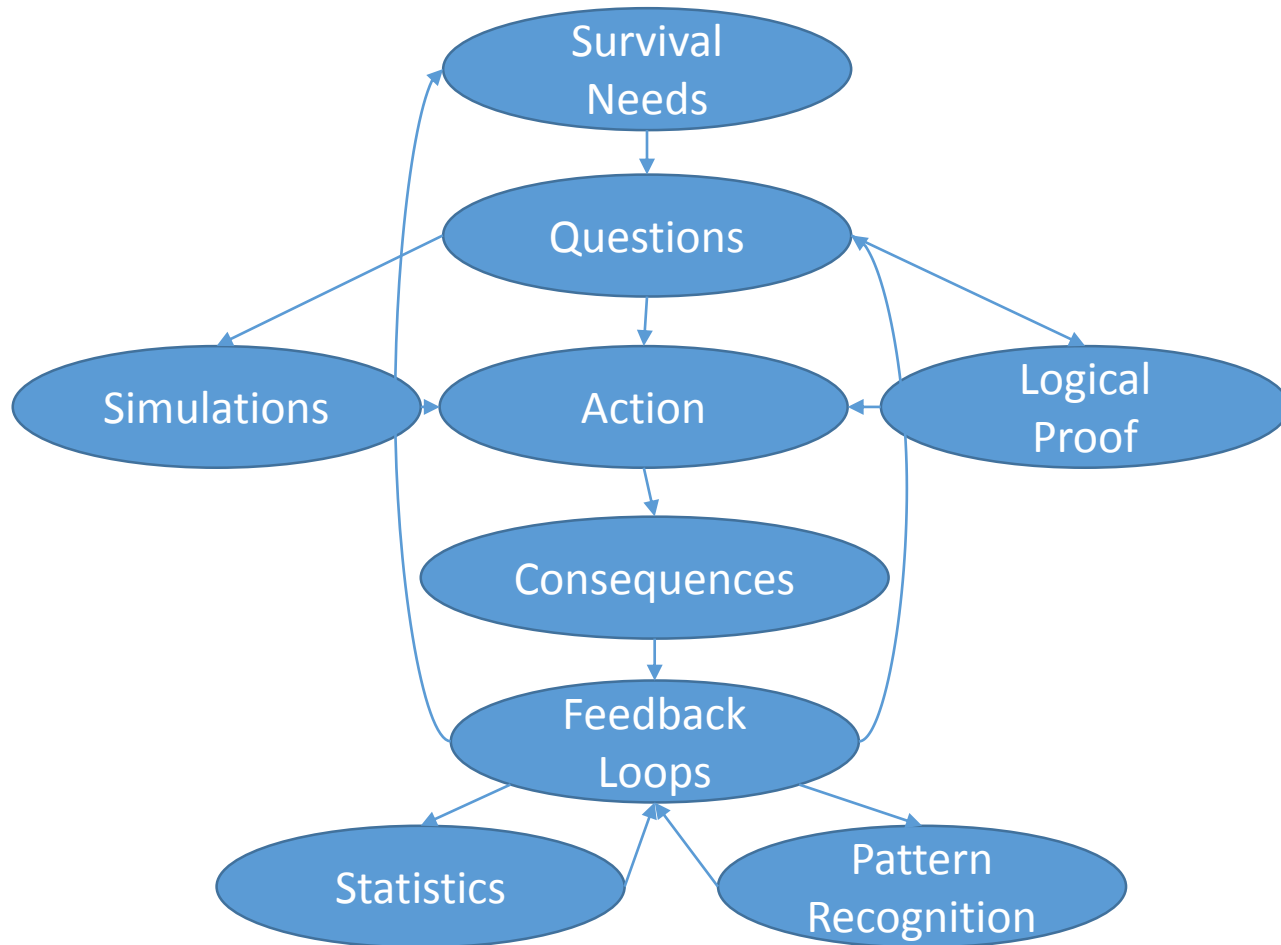 Survival
Needs
Questions
Simulations
Action
Logical
Proof
Consequences
Feedback
Loops
Statistics
Pattern
Recognition